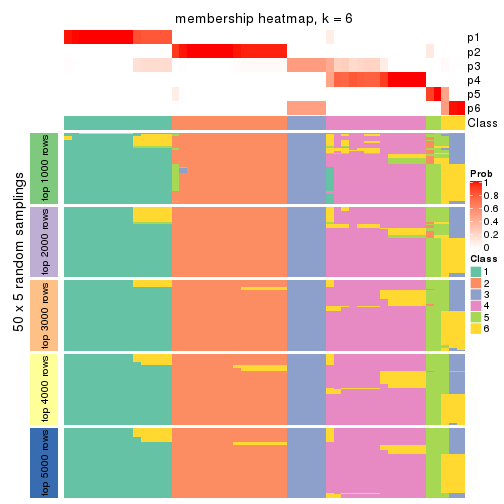 membership heatmap, k = 6
p1
p2
p3
p4
p5
p6
Class
50 x 5 random samplings
top 1000 rows
top 2000 rows
top 3000 rows
top 4000 rows
top 5000 rows
Prob
1
0.8
0.6
0.4
0.2
0
Class
1
2
3
4
5
6